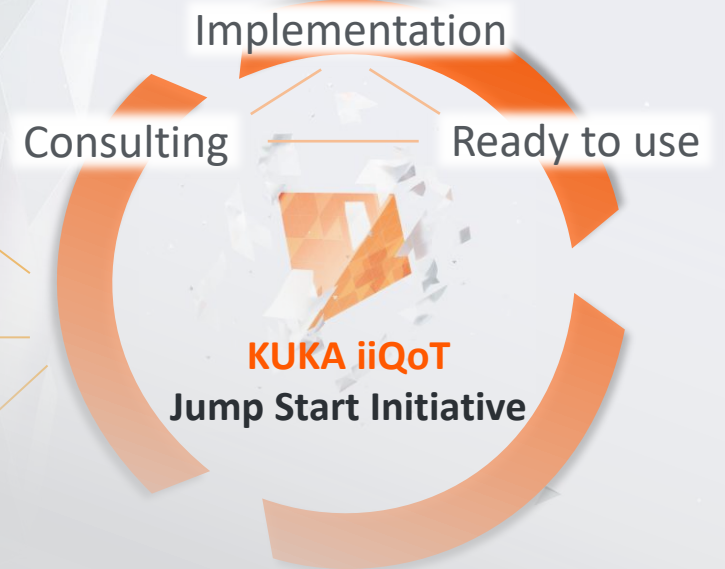 Implementation
Consulting
Ready to use
KUKA iiQoT
Jump Start Initiative